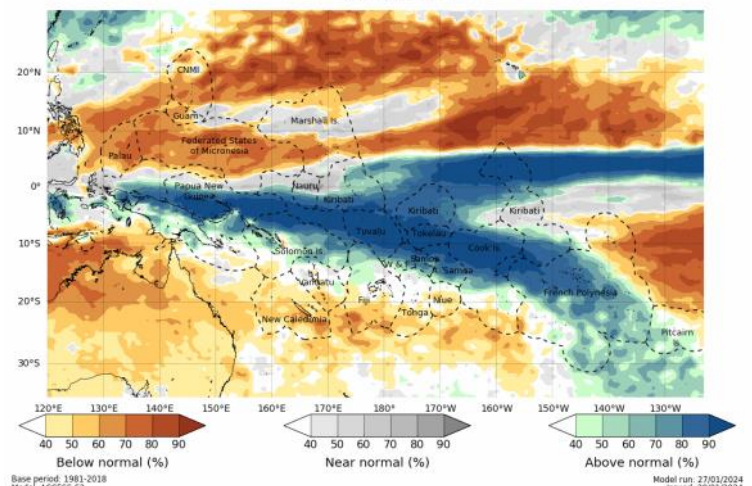 20°N
10°N
0°
10°S
20°S
30°S
CNMI
Guam
Marshall Is.
Federated States
of Micronesia
Palau
Papua New
Guinea
Nauru
Kiribati
Kiribati
Kiribati
Tuvalu
Tokelau
Solomon Is.
Cook Is.
W & F
Samoa
A. Samoa
Vanuatu
Fiji
Niue
French Polynesia
Tonga
New Caledonia
Pitcairn
Is.
120°E 130°E 140°E 150°E 160°E 170°E 180° 170°W 160°W 150°W 140°W 130°W
40 50 60 70 80 90
Below normal (%)
40 50 60 70 80 90
Near normal (%)
40 50 60 70 80 90
Above normal (%)
Base period: 1981-2018
Model run: 27/01/2024